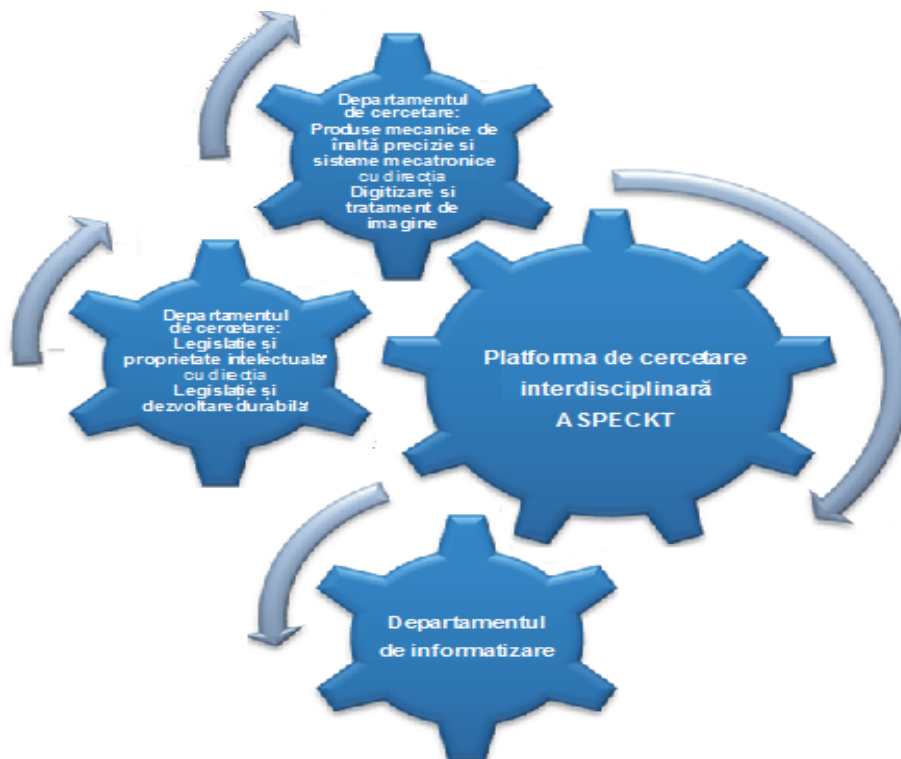 Departamentul
de cercetare:
Produse mecanice de
înaltă precizie si
sisteme mecatronice
cu direcția
Digitizare si
tratament de
imagine
Departamentul
de cercetare:
Legislație și
proprietate intelectuală
cu direcția
Legislație și
dezvoltare durabilă
Platforma de cercetare
interdisciplinară
ASPECKT
Departamentul
de informatizare